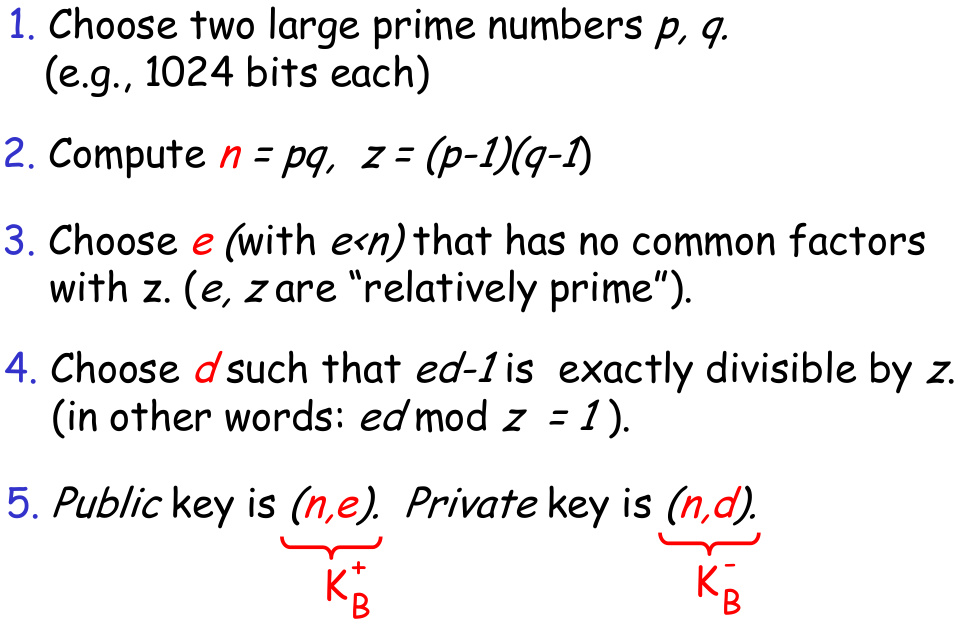 1. Choose two large prime numbers p, q.
(e.g., 1024 bits each)
2. Compute n = pq, z = (p-1)(q-1)
3. Choose e (with e<n) that has no common factors
with z. (e, z are “relatively prime”).
4. Choose d such that ed-1 is exactly divisible by z.
(in other words: ed mod z = 1 ).
5. Public key is (n,e). Private key is (n,d).
K_B^+ K_B^-